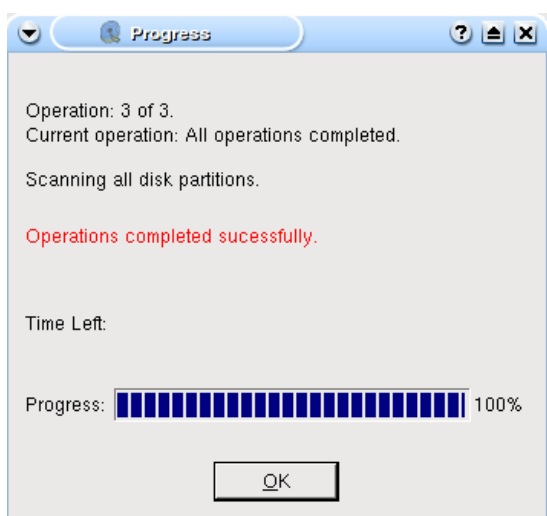 Progress
Operation: 3 of 3.
Current operation: All operations completed.
Scanning all disk partitions.
Operations completed sucessfully.
Time Left:
Progress: 100%
OK